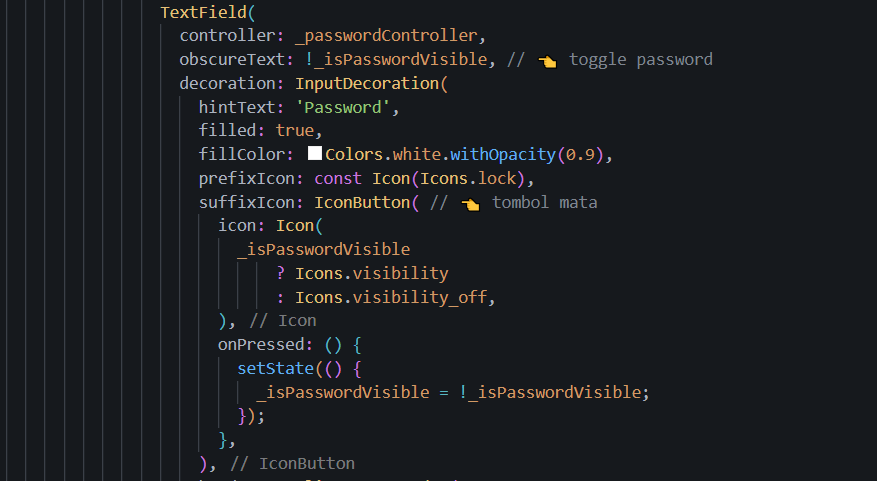 TextField(
controller: _passwordController,
obscureText: !_isPasswordVisible, // 👈 toggle password
decoration: InputDecoration(
hintText: 'Password',
filled: true,
fillColor: Colors.white.withOpacity(0.9),
prefixIcon: const Icon(Icons.lock),
suffixIcon: IconButton( // 👈 tombol mata
icon: Icon(
_isPasswordVisible
? Icons.visibility
: Icons.visibility_off,
), // Icon
onPressed: () {
setState(() {
_isPasswordVisible = !_isPasswordVisible;
});
},
), // IconButton